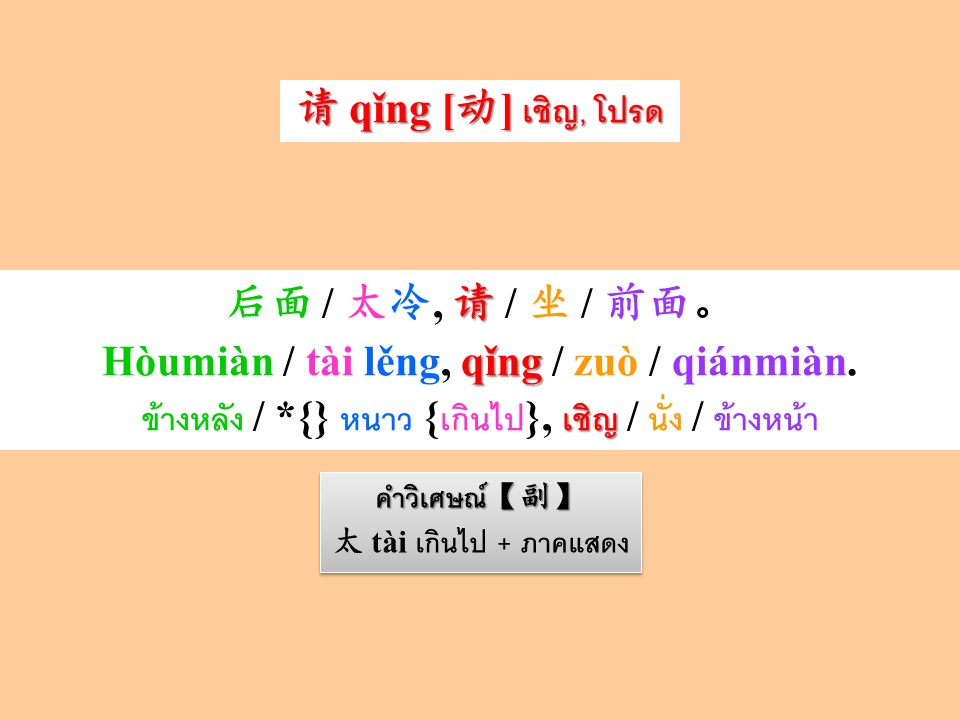 请 qǐng [动] เชิญ, โปรด
后面 / 太冷, 请 / 坐 / 前面。
Hòumiàn / tài lěng, qǐng / zuò / qiánmiàn.
ข้างหลัง / *{} หนาว {เกินไป}, เชิญ / นั่ง / ข้างหน้า
คำวิเศษณ์【副】
太 tài เกินไป + ภาคแสดง